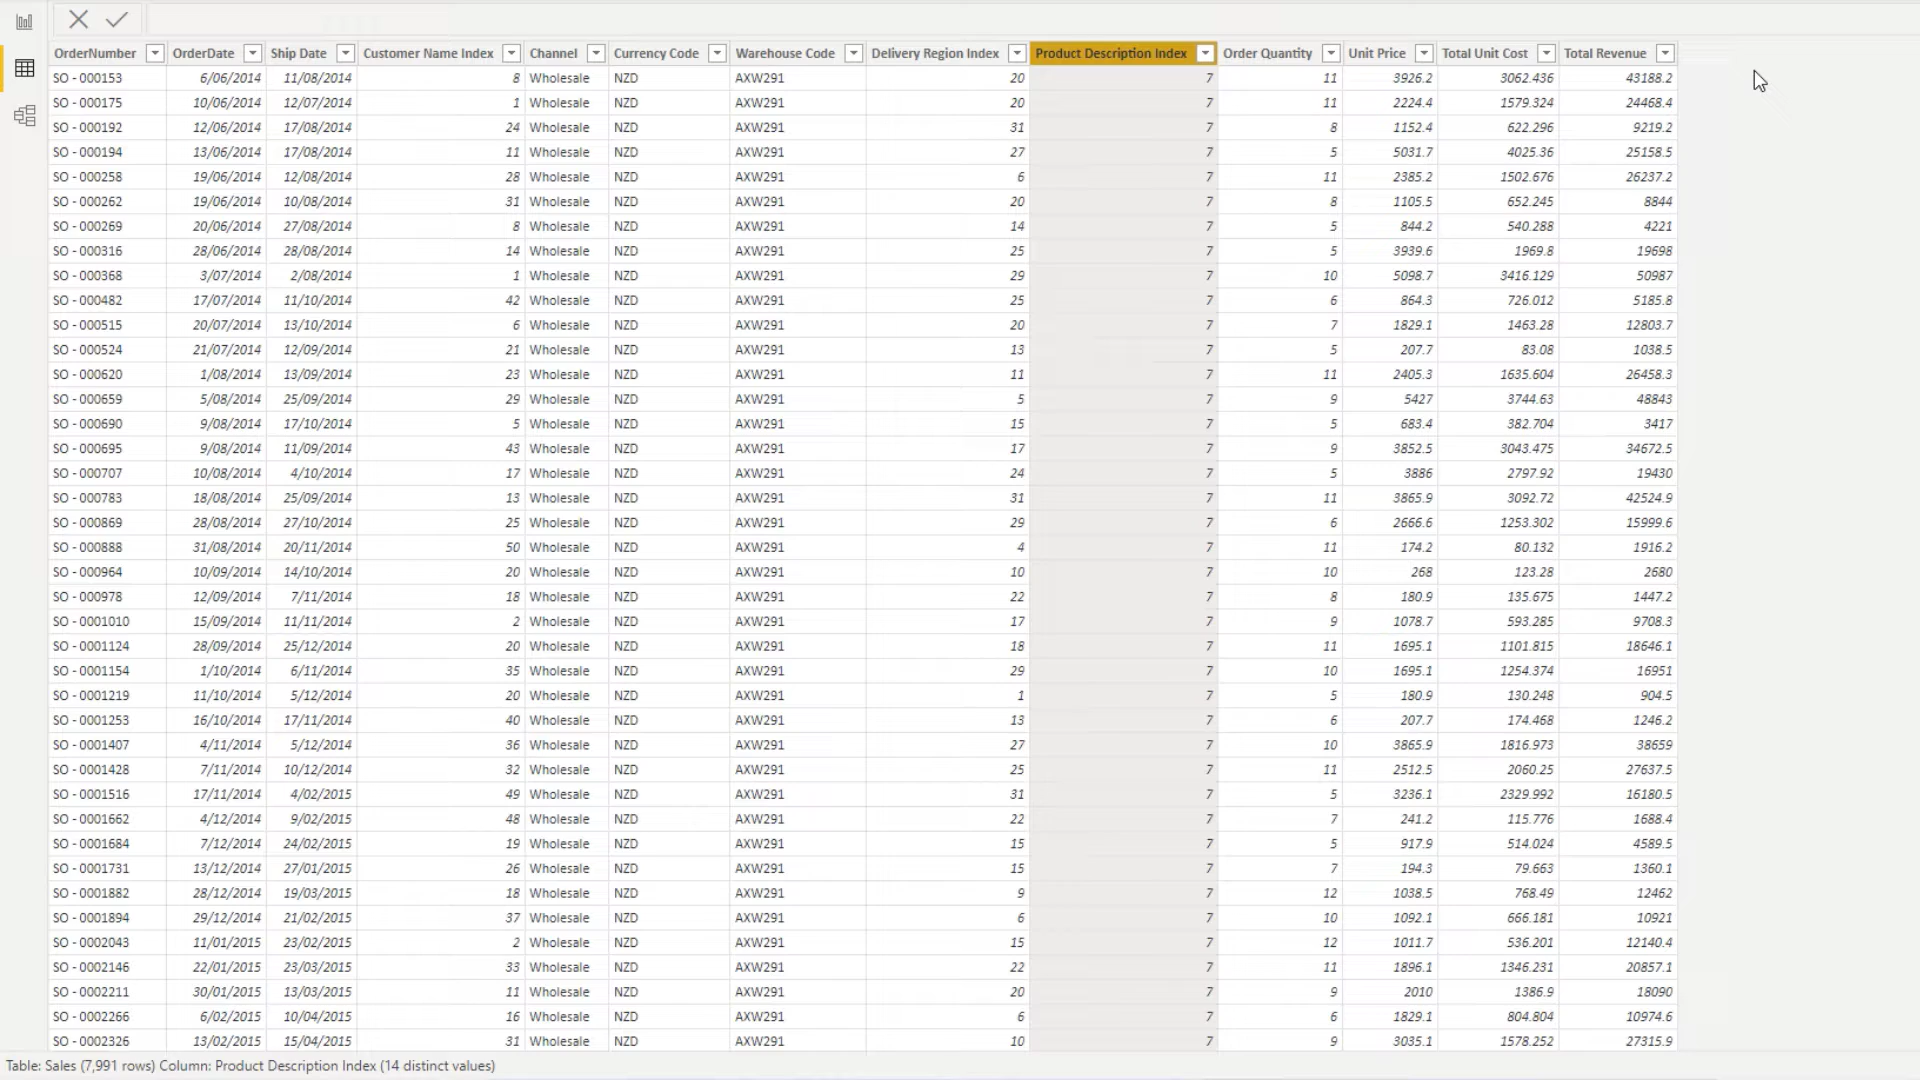 OrderNumber OrderDate Ship Date Customer Name Index Channel Currency Code Warehouse Code Delivery Region Index Product Description Index Order Quantity Unit Price Total Unit Cost Total Revenue
SO - 000153 6/06/2014 11/08/2014 8 Wholesale NZD AXW291 20 7 11 3926.2 3062.436 43188.2
SO - 000175 10/06/2014 12/07/2014 1 Wholesale NZD AXW291 20 7 11 2224.4 1579.324 24468.4
SO - 000192 12/06/2014 17/08/2014 24 Wholesale NZD AXW291 31 7 8 1152.4 622.296 9219.2
SO - 000194 13/06/2014 17/08/2014 11 Wholesale NZD AXW291 27 7 5 5031.7 4025.36 25158.5
SO - 000258 19/06/2014 12/08/2014 28 Wholesale NZD AXW291 6 7 11 2385.2 1502.676 26237.2
SO - 000262 19/06/2014 10/08/2014 31 Wholesale NZD AXW291 20 7 8 1105.5 652.245 8844
SO - 000269 20/06/2014 27/08/2014 8 Wholesale NZD AXW291 14 7 5 844.2 540.288 4221
SO - 000316 28/06/2014 28/08/2014 14 Wholesale NZD AXW291 25 7 5 3939.6 1969.8 19698
SO - 000368 3/07/2014 2/08/2014 1 Wholesale NZD AXW291 29 7 10 5098.7 3416.129 50987
SO - 000482 17/07/2014 11/10/2014 42 Wholesale NZD AXW291 25 7 6 864.3 726.012 5185.8
SO - 000515 20/07/2014 13/10/2014 6 Wholesale NZD AXW291 20 7 7 1829.1 1463.28 12803.7
SO - 000524 21/07/2014 12/09/2014 21 Wholesale NZD AXW291 13 7 5 207.7 83.08 1038.5
SO - 000620 1/08/2014 13/09/2014 23 Wholesale NZD AXW291 11 7 11 2405.3 1635.604 26458.3
SO - 000659 5/08/2014 25/09/2014 29 Wholesale NZD AXW291 5 7 9 5427 3744.63 48843
SO - 000690 9/08/2014 17/10/2014 5 Wholesale NZD AXW291 15 7 5 683.4 382.704 3417
SO - 000695 9/08/2014 11/09/2014 43 Wholesale NZD AXW291 17 7 9 3852.5 3043.475 34672.5
SO - 000707 10/08/2014 4/10/2014 17 Wholesale NZD AXW291 24 7 5 3886 2797.92 19430
SO - 000783 18/08/2014 25/09/2014 13 Wholesale NZD AXW291 31 7 11 3865.9 3092.72 42524.9
SO - 000869 28/08/2014 27/10/2014 25 Wholesale NZD AXW291 29 7 6 2666.6 1253.302 15999.6
SO - 000888 31/08/2014 20/11/2014 50 Wholesale NZD AXW291 4 7 11 174.2 80.132 1916.2
SO - 000964 10/09/2014 14/10/2014 20 Wholesale NZD AXW291 10 7 10 268 123.28 2680
SO - 000978 12/09/2014 7/11/2014 18 Wholesale NZD AXW291 22 7 8 180.9 135.675 1447.2
SO - 0001010 15/09/2014 11/11/2014 2 Wholesale NZD AXW291 17 7 9 1078.7 593.285 9708.3
SO - 0001124 28/09/2014 25/12/2014 20 Wholesale NZD AXW291 18 7 11 1695.1 1101.815 18646.1
SO - 0001154 1/10/2014 6/11/2014 35 Wholesale NZD AXW291 29 7 10 1695.1 1254.374 16951
SO - 0001219 11/10/2014 5/12/2014 20 Wholesale NZD AXW291 1 7 5 180.9 130.248 904.5
SO - 0001253 16/10/2014 17/11/2014 40 Wholesale NZD AXW291 13 7 6 207.7 174.468 1246.2
SO - 0001407 4/11/2014 5/12/2014 36 Wholesale NZD AXW291 27 7 10 3865.9 1816.973 38659
SO - 0001428 7/11/2014 10/12/2014 32 Wholesale NZD AXW291 25 7 11 2512.5 2060.25 27637.5
SO - 0001516 17/11/2014 4/02/2015 49 Wholesale NZD AXW291 31 7 5 3236.1 2329.992 16180.5
SO - 0001662 4/12/2014 9/02/2015 48 Wholesale NZD AXW291 22 7 7 241.2 115.776 1688.4
SO - 0001684 7/12/2014 24/02/2015 19 Wholesale NZD AXW291 15 7 5 917.9 514.024 4589.5
SO - 0001731 13/12/2014 27/01/2015 26 Wholesale NZD AXW291 15 7 7 194.3 79.663 1360.1
SO - 0001882 28/12/2014 19/03/2015 18 Wholesale NZD AXW291 9 7 12 1038.5 768.49 12462
SO - 0001894 29/12/2014 21/02/2015 37 Wholesale NZD AXW291 6 7 10 1092.1 666.181 10921
SO - 0002043 11/01/2015 23/02/2015 2 Wholesale NZD AXW291 15 7 12 1011.7 536.201 12140.4
SO - 0002146 22/01/2015 23/03/2015 33 Wholesale NZD AXW291 22 7 11 1896.1 1346.231 20857.1
SO - 0002211 30/01/2015 13/03/2015 11 Wholesale NZD AXW291 20 7 9 2010 1386.9 18090
SO - 0002266 6/02/2015 10/04/2015 16 Wholesale NZD AXW291 6 7 6 1829.1 804.804 10974.6
SO - 0002326 13/02/2015 15/04/2015 31 Wholesale NZD AXW291 10 7 9 3035.1 1578.252 27315.9
Table: Sales (7,991 rows) Column: Product Description Index (14 distinct values)